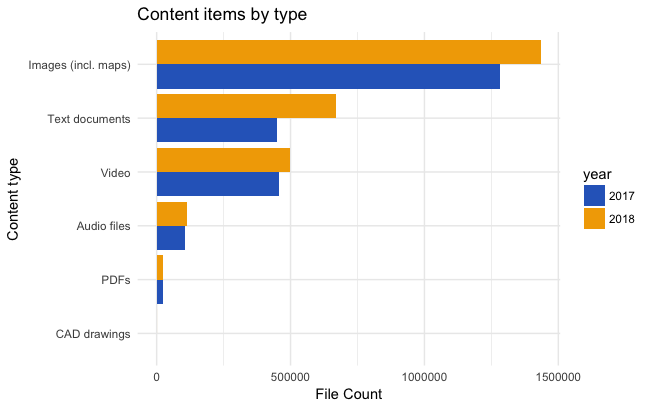 Content items by type
Content type
Images (incl. maps)
Text documents
Video
Audio files
PDFs
CAD drawings
0
500000
1000000
1500000
File Count
year
2017
2018